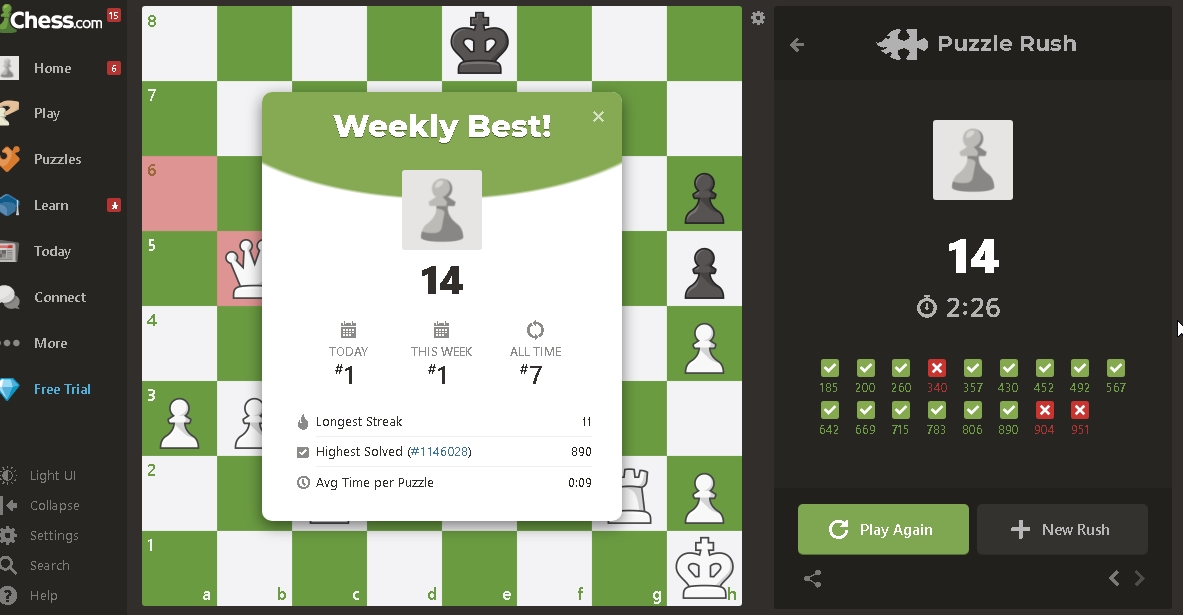 Chess.com 15
Home 6
Play
Puzzles
Learn
Today
Connect
More
Free Trial
Light UI
Collapse
Settings
Search
Help
8
7
6
5
4
3
2
1
a b c d e f g h
Weekly Best!
14
TODAY THIS WEEK ALL TIME
#1 #1 #7
Longest Streak 11
Highest Solved (#1146028) 890
Avg Time per Puzzle 0:09
Puzzle Rush
14
2:26
185 200 260 340 357 430 452 492 567
642 669 715 783 806 890 904 951
Play Again
New Rush